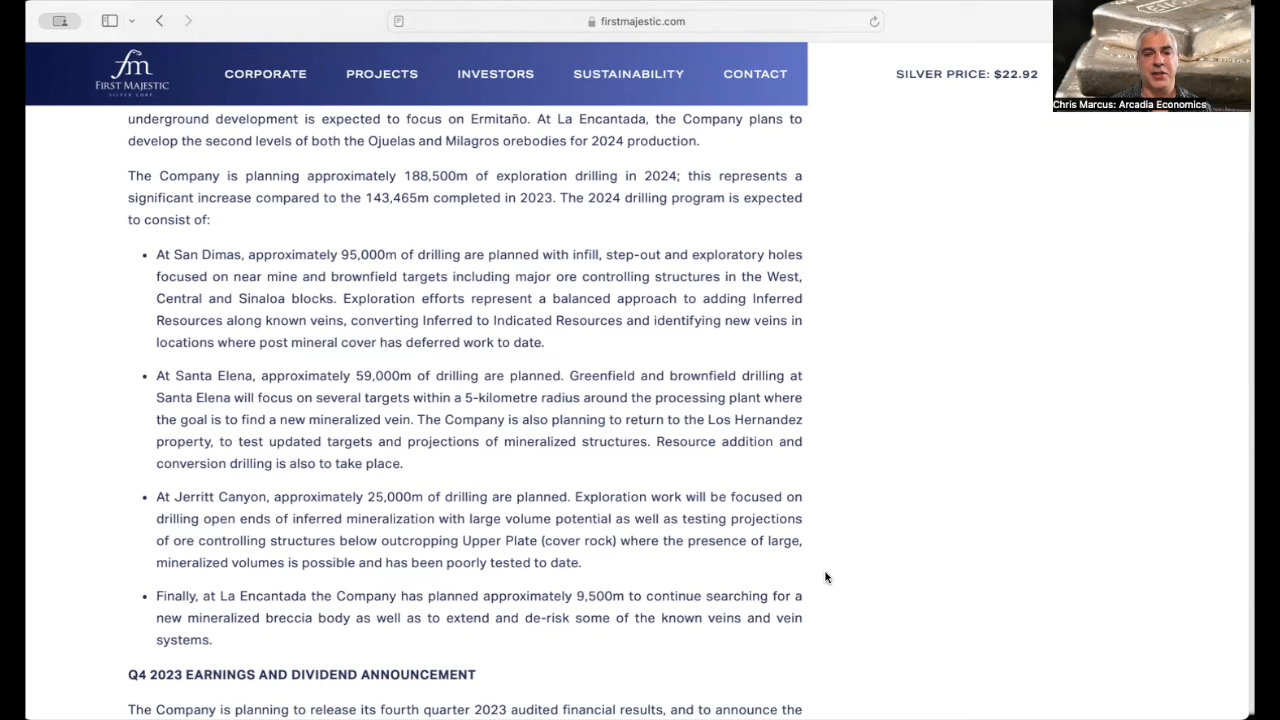 firstmajestic.com
fm
FIRST MAJESTIC
SILVER CORP
CORPORATE PROJECTS INVESTORS SUSTAINABILITY CONTACT
SILVER PRICE: $22.92
Chris Marcus: Arcadia Economics
underground development is expected to focus on Ermitaño. At La Encantada, the Company plans to
develop the second levels of both the Ojuelas and Milagros orebodies for 2024 production.
The Company is planning approximately 188,500m of exploration drilling in 2024; this represents a
significant increase compared to the 143,465m completed in 2023. The 2024 drilling program is expected
to consist of:
• At San Dimas, approximately 95,000m of drilling are planned with infill, step-out and exploratory holes
focused on near mine and brownfield targets including major ore controlling structures in the West,
Central and Sinaloa blocks. Exploration efforts represent a balanced approach to adding Inferred
Resources along known veins, converting Inferred to Indicated Resources and identifying new veins in
locations where post mineral cover has deferred work to date.
• At Santa Elena, approximately 59,000m of drilling are planned. Greenfield and brownfield drilling at
Santa Elena will focus on several targets within a 5-kilometre radius around the processing plant where
the goal is to find a new mineralized vein. The Company is also planning to return to the Los Hernandez
property, to test updated targets and projections of mineralized structures. Resource addition and
conversion drilling is also to take place.
• At Jerritt Canyon, approximately 25,000m of drilling are planned. Exploration work will be focused on
drilling open ends of inferred mineralization with large volume potential as well as testing projections
of ore controlling structures below outcropping Upper Plate (cover rock) where the presence of large,
mineralized volumes is possible and has been poorly tested to date.
• Finally, at La Encantada the Company has planned approximately 9,500m to continue searching for a
new mineralized breccia body as well as to extend and de-risk some of the known veins and vein
systems.
Q4 2023 EARNINGS AND DIVIDEND ANNOUNCEMENT
The Company is planning to release its fourth quarter 2023 audited financial results, and to announce the